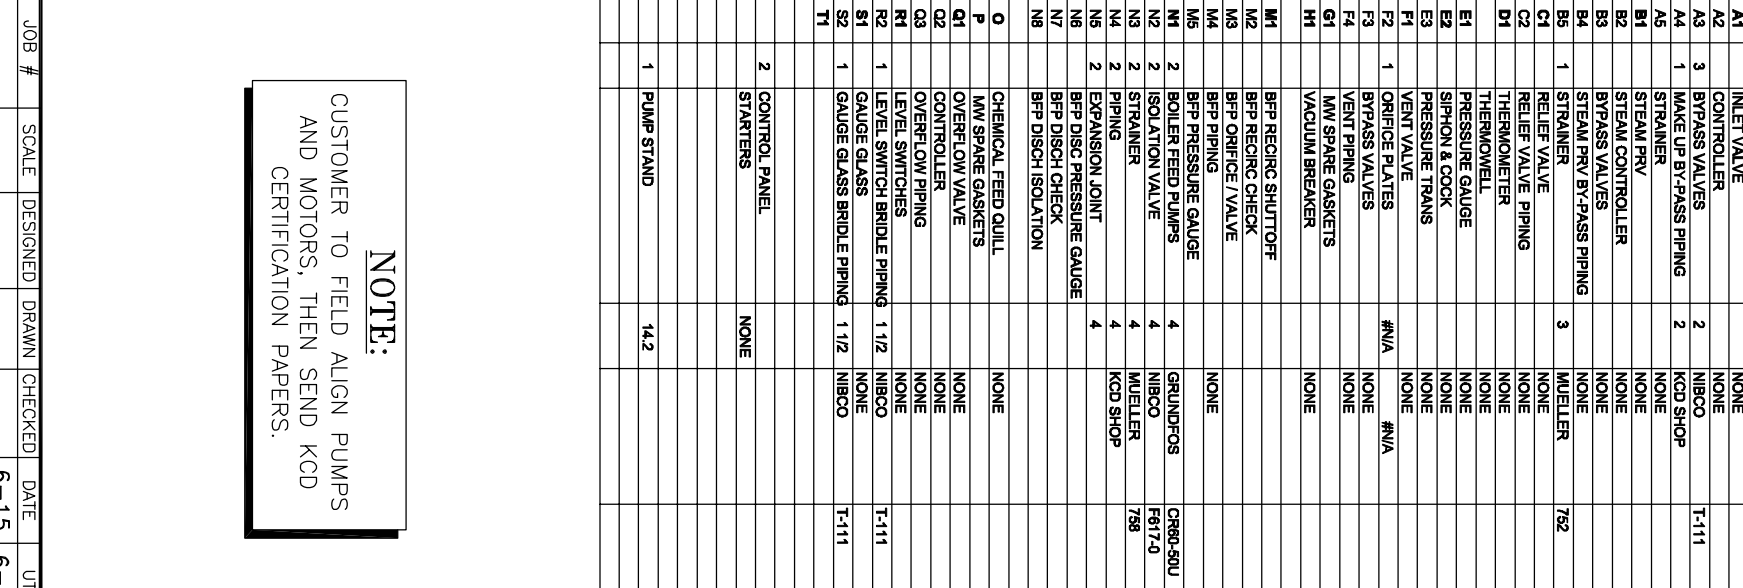 A1 INLET VALVE NONE
A2 CONTROLLER NONE
A3 3 BYPASS VALVES 2 NIBCO T-111
A4 1 MAKE UP BY-PASS PIPING 2 KCD SHOP
A5 STRAINER NONE
B1 STEAM PRV NONE
B2 STEAM CONTROLLER NONE
B3 BYPASS VALVES NONE
B4 STEAM PRV BY-PASS PIPING NONE
B5 1 STRAINER 3 MUELLER 752
C1 RELIEF VALVE NONE
C2 RELIEF VALVE PIPING NONE
D1 THERMOMETER NONE
THERMOWELL NONE
E1 PRESSURE GAUGE NONE
E2 SIPHON & COCK NONE
E3 PRESSURE TRANS NONE
F1 VENT VALVE NONE
F2 1 ORIFICE PLATES #N/A #N/A
F3 BYPASS VALVES NONE
F4 VENT PIPING NONE
G1 MW SPARE GASKETS
H1 VACUUM BREAKER NONE
M1 BFP RECIRC SHUTTOFF
M2 BFP RECIRC CHECK
M3 BFP ORIFICE / VALVE
M4 BFP PIPING NONE
M5 BFP PRESSURE GAUGE
N1 2 BOILER FEED PUMPS 4 GRUNDFOS CR60-50U
N2 2 ISOLATION VALVE 4 NIBCO F617-0
N3 2 STRAINER 4 MUELLER 758
N4 2 PIPING 4 KCD SHOP
N5 2 EXPANSION JOINT 4
N6 BFP DISC PRESSURE GAUGE
N7 BFP DISCH CHECK
N8 BFP DISCH ISOLATION
O CHEMICAL FEED QUILL NONE
P MW SPARE GASKETS
Q1 OVERFLOW VALVE NONE
Q2 CONTROLLER NONE
Q3 OVERFLOW PIPING NONE
R1 LEVEL SWITCHES NONE
R2 1 LEVEL SWITCH BRIDLE PIPING 1 1/2 NIBCO T-111
S1 GAUGE GLASS NONE
S2 1 GAUGE GLASS BRIDLE PIPING 1 1/2 NIBCO T-111
T1
2 CONTROL PANEL
STARTERS NONE
1 PUMP STAND 14.2
NOTE:
CUSTOMER TO FIELD ALIGN PUMPS
AND MOTORS, THEN SEND KCD
CERTIFICATION PAPERS.
JOB # SCALE DESIGNED DRAWN CHECKED DATE